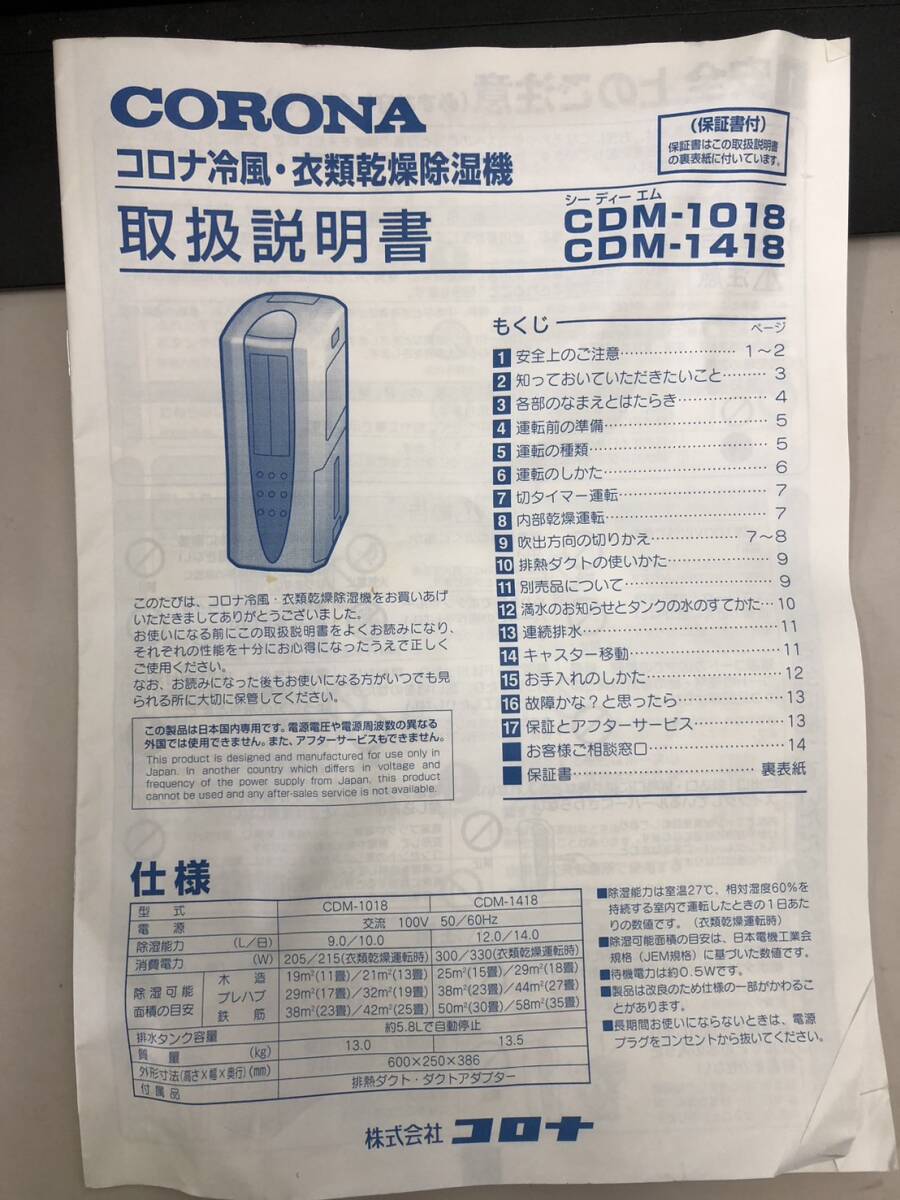 CORONA
コロナ冷風・衣類乾燥除湿機
取扱説明書
(保証書付)
保証書はこの取扱説明書
の裏表紙に付いています。
シー ディー エム
CDM-1018
CDM-1418
もくじ
ページ
1 安全上のご注意…………………… 1〜2
2 知っておいていただきたいこと……… 3
3 各部のなまえとはたらき……………… 4
4 運転前の準備…………………………… 5
5 運転の種類……………………………… 5
6 運転のしかた…………………………… 6
7 切タイマー運転………………………… 7
8 内部乾燥運転…………………………… 7
9 吹出方向の切りかえ……………… 7〜8
10 排熱ダクトの使いかた………………… 9
11 別売品について………………………… 9
12 満水のお知らせとタンクの水のすてかた… 10
13 連続排水………………………………… 11
14 キャスター移動………………………… 11
15 お手入れのしかた……………………… 12
16 故障かな?と思ったら………………… 13
17 保証とアフターサービス……………… 13
お客様ご相談窓口……………………… 14
保証書……………………………… 裏表紙
このたびは、コロナ冷風・衣類乾燥除湿機をお買いあげ
いただきましてありがとうございました。
お使いになる前にこの取扱説明書をよくお読みになり、
それぞれの性能を十分にお心得になったうえで正しく
ご使用ください。
なお、お読みになった後もお使いになる方がいつでも見
られる所に大切に保管してください。
この製品は日本国内専用です。電源電圧や電源周波数の異なる
外国では使用できません。また、アフターサービスもできません。
This product is designed and manufactured for use only in
Japan. In another country which differs in voltage and
frequency of the power supply from Japan, this product
cannot be used and any after-sales service is not available.
仕様
型式 CDM-1018 CDM-1418
電源 交流 100V 50/60Hz
除湿能力 (L/日) 9.0/10.0 12.0/14.0
消費電力 (W) 205/215(衣類乾燥運転時) 300/330(衣類乾燥運転時)
除湿可能 面積の目安 木造 19m²(11畳)/21m²(13畳) 25m²(15畳)/29m²(18畳)
プレハブ 29m²(17畳)/32m²(19畳) 38m²(23畳)/44m²(27畳)
鉄筋 38m²(23畳)/42m²(25畳) 50m²(30畳)/58m²(35畳)
排水タンク容量 約5.8Lで自動停止
質量 (kg) 13.0 13.5
外形寸法(高さ×幅×奥行)(mm) 600×250×386
付属品 排熱ダクト・ダクトアダプター
■除湿能力は室温27℃、相対湿度60%を
持続する室内で運転したときの1日あた
りの数値です。(衣類乾燥運転時)
■除湿可能面積の目安は、日本電機工業会
規格(JEM規格)に基づいた数値です。
■待機電力は約0.5Wです。
■製品は改良のため仕様の一部がかわるこ
とがあります。
■長期間お使いにならないときは、電源
プラグをコンセントから抜いてください。
株式会社 コロナ